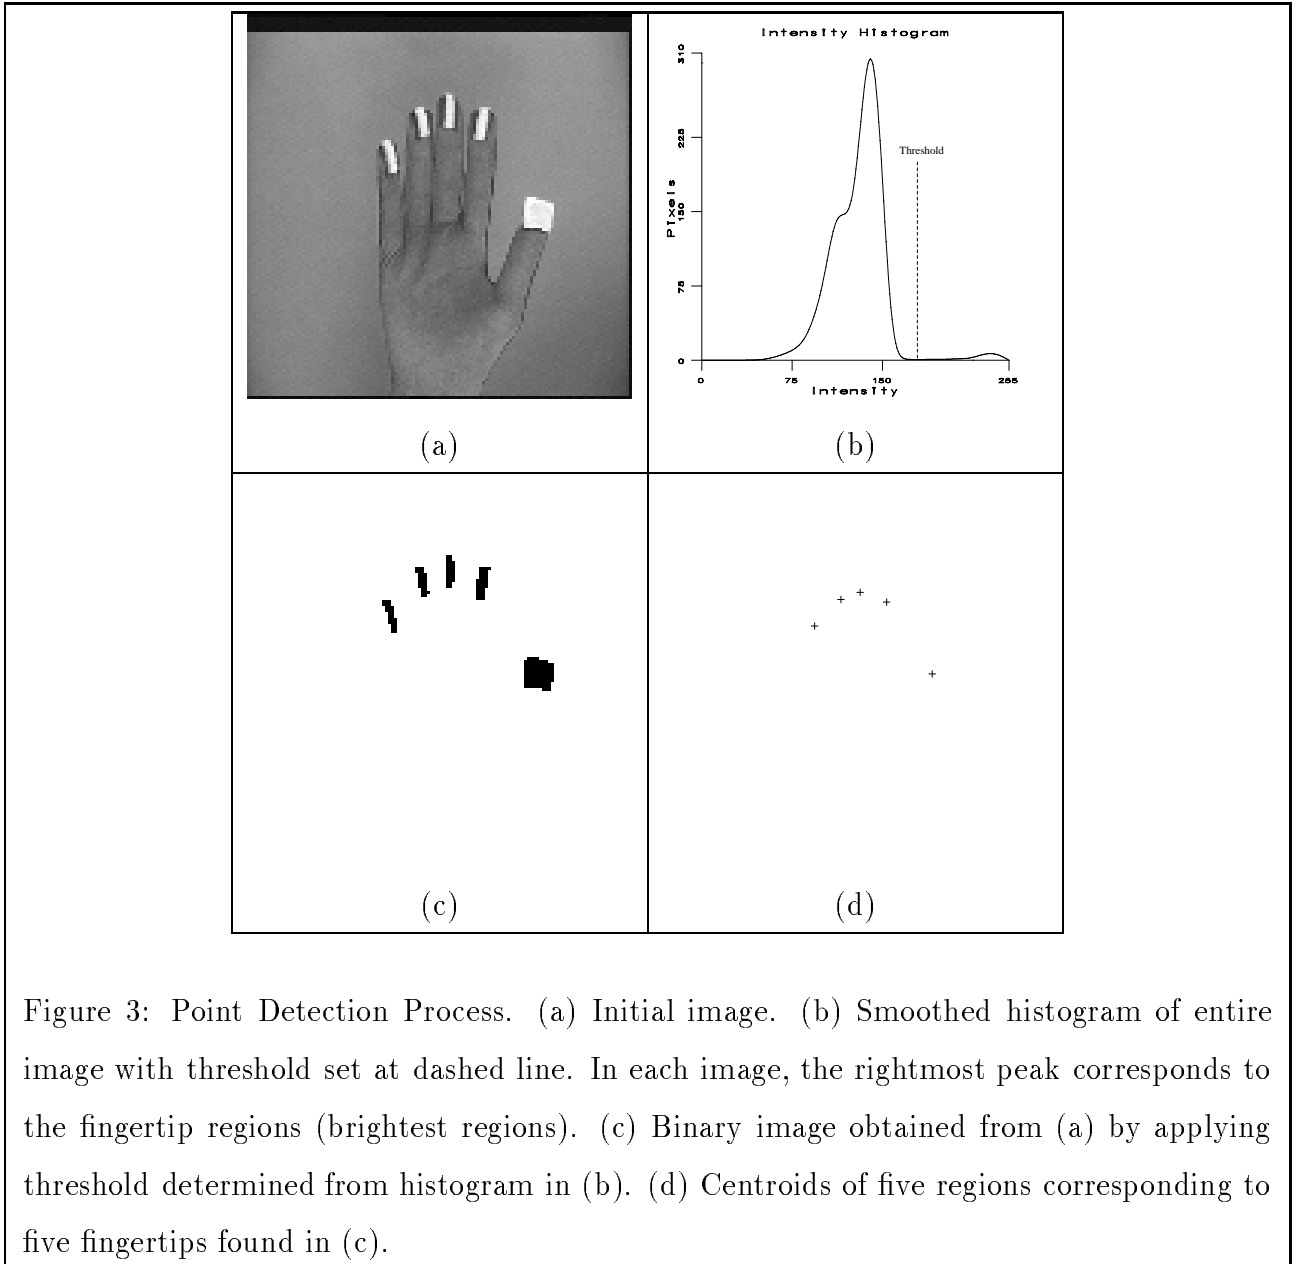 Intensity Histogram
310
225
150
75
0
Pixels
Threshold
0 75 150 255
Intensity
(a)
(b)
(c)
(d)
Figure 3: Point Detection Process. (a) Initial image. (b) Smoothed histogram of entire
image with threshold set at dashed line. In each image, the rightmost peak corresponds to
the fingertip regions (brightest regions). (c) Binary image obtained from (a) by applying
threshold determined from histogram in (b). (d) Centroids of five regions corresponding to
five fingertips found in (c).